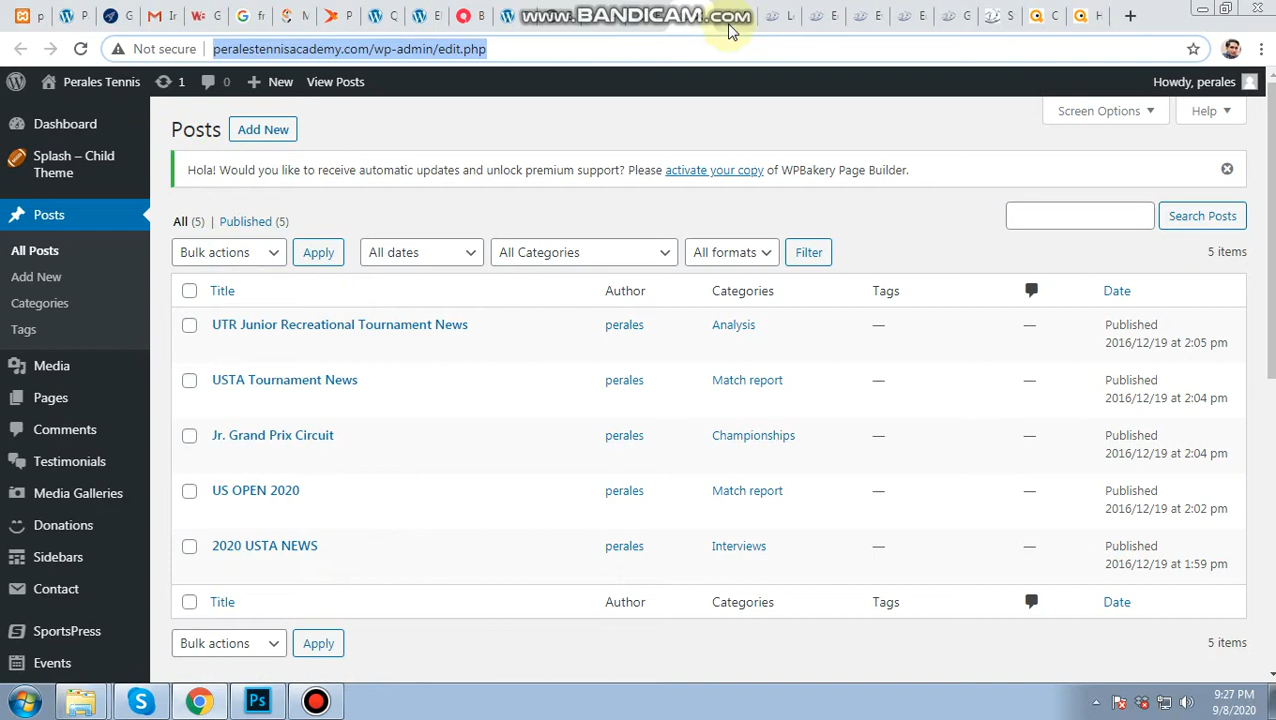 P
G
M Ir
G
G fr
M
P
C
E
B
www.BANDICAM.com
L
E
E
E
G
S
C
H
Not secure
peralestennisacademy.com/wp-admin/edit.php
Perales Tennis
1
0
New
View Posts
Howdy, perales
Dashboard
Splash – Child
Theme
Posts
All Posts
Add New
Categories
Tags
Media
Pages
Comments
Testimonials
Media Galleries
Donations
Sidebars
Contact
SportsPress
Events
Posts
Add New
Screen Options
Help
Hola! Would you like to receive automatic updates and unlock premium support? Please activate your copy of WPBakery Page Builder.
All (5) | Published (5)
Search Posts
Bulk actions
Apply
All dates
All Categories
All formats
Filter
5 items
Title Author Categories Tags Date
UTR Junior Recreational Tournament News perales Analysis — — Published
2016/12/19 at 2:05 pm
USTA Tournament News perales Match report — — Published
2016/12/19 at 2:04 pm
Jr. Grand Prix Circuit perales Championships — — Published
2016/12/19 at 2:04 pm
US OPEN 2020 perales Match report — — Published
2016/12/19 at 2:02 pm
2020 USTA NEWS perales Interviews — — Published
2016/12/19 at 1:59 pm
Title Author Categories Tags Date
Bulk actions
Apply
5 items
Ps
9:27 PM
9/8/2020